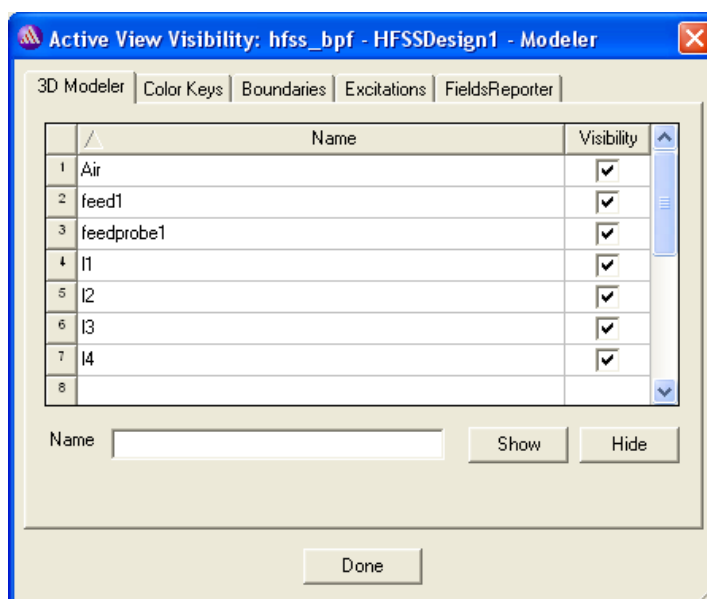 Active View Visibility: hfss_bpf - HFSSDesign1 - Modeler
3D Modeler Color Keys Boundaries Excitations FieldsReporter
Name Visibility
1 Air
2 feed1
3 feedprobe1
4 l1
5 l2
6 l3
7 l4
8
Name Show Hide
Done